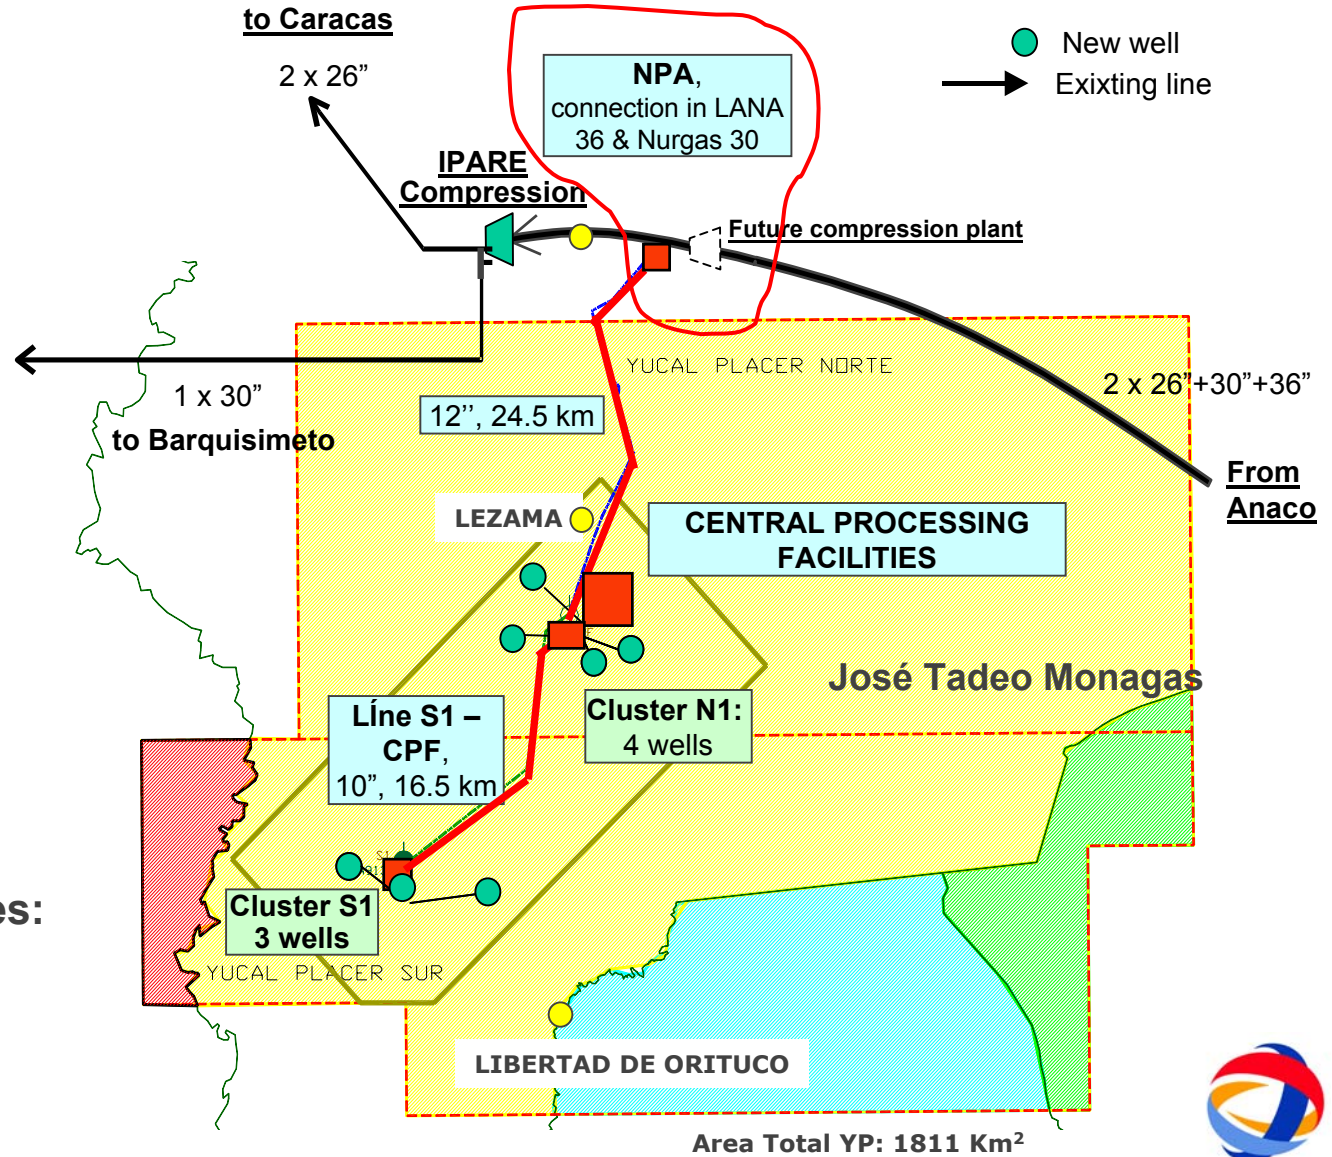 to Caracas
2 x 26”
NPA,
connection in LANA
36 & Nurgas 30
New well
Exixting line
IPARE
Compression
Future compression plant
YUCAL PLACER NORTE
2 x 26”+30”+36”
1 x 30”
to Barquisimeto
12’’, 24.5 km
From
Anaco
LEZAMA
CENTRAL PROCESSING
FACILITIES
José Tadeo Monagas
LÍne S1 –
CPF,
10”, 16.5 km
Cluster N1:
4 wells
S1
Cluster S1
3 wells
es:
YUCAL PLACER SUR
LIBERTAD DE ORITUCO
Area Total YP: 1811 Km²